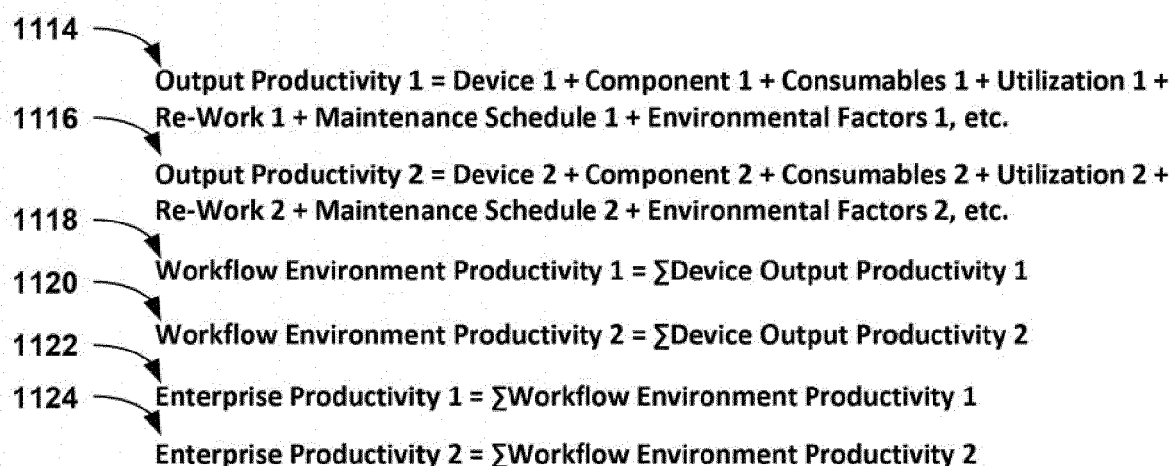 1114
Output Productivity 1 = Device 1 + Component 1 + Consumables 1 + Utilization 1 +
1116 Re-Work 1 + Maintenance Schedule 1 + Environmental Factors 1, etc.
Output Productivity 2 = Device 2 + Component 2 + Consumables 2 + Utilization 2 +
Re-Work 2 + Maintenance Schedule 2 + Environmental Factors 2, etc.
1118
Workflow Environment Productivity 1 = ∑Device Output Productivity 1
1120
Workflow Environment Productivity 2 = ∑Device Output Productivity 2
1122
Enterprise Productivity 1 = ∑Workflow Environment Productivity 1
1124
Enterprise Productivity 2 = ∑Workflow Environment Productivity 2